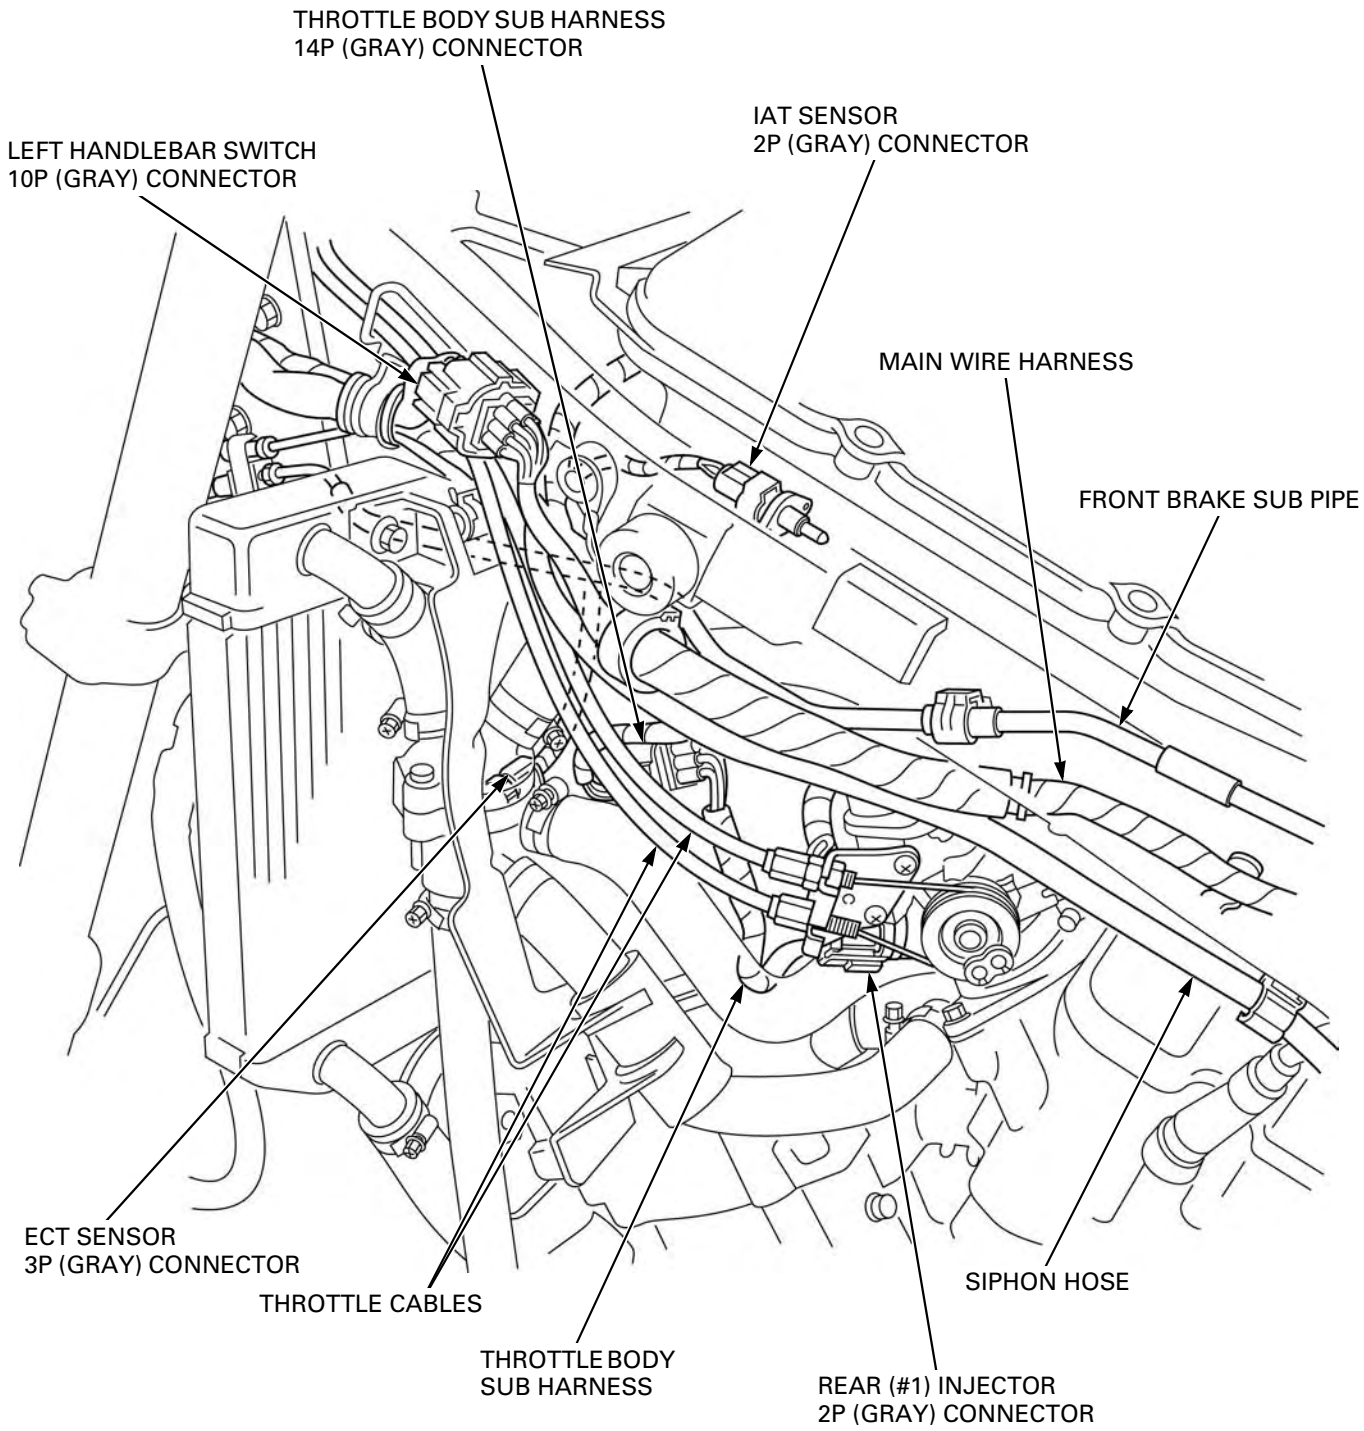 THROTTLE BODY SUB HARNESS
14P (GRAY) CONNECTOR
IAT SENSOR
2P (GRAY) CONNECTOR
LEFT HANDLEBAR SWITCH
10P (GRAY) CONNECTOR
MAIN WIRE HARNESS
FRONT BRAKE SUB PIPE
ECT SENSOR
3P (GRAY) CONNECTOR
THROTTLE CABLES
SIPHON HOSE
THROTTLE BODY
SUB HARNESS
REAR (#1) INJECTOR
2P (GRAY) CONNECTOR